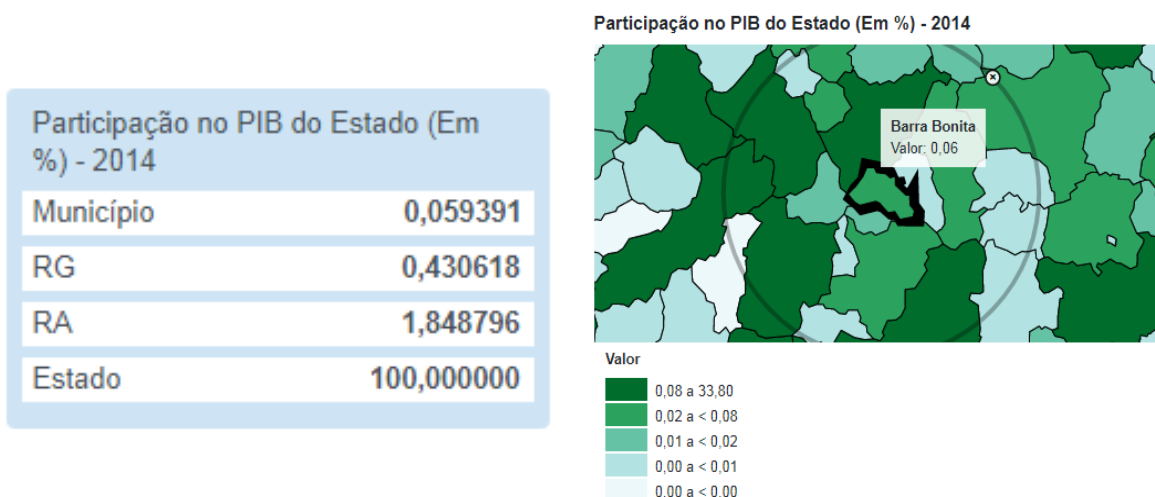 Participação no PIB do Estado (Em
%) - 2014
Município 0,059391
RG 0,430618
RA 1,848796
Estado 100,000000
Participação no PIB do Estado (Em %) - 2014
Barra Bonita
Valor: 0,06
Valor
0,08 a 33,80
0,02 a < 0,08
0,01 a < 0,02
0,00 a < 0,01
0,00 a < 0,00